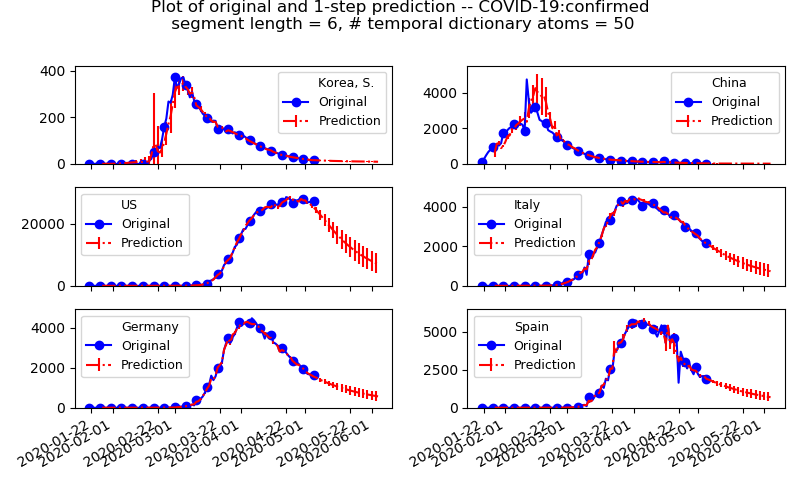 Plot of original and 1-step prediction -- COVID-19:confirmed
segment length = 6, # temporal dictionary atoms = 50
400
200
0
Korea, S.
Original
Prediction
4000
2000
0
China
Original
Prediction
20000
0
US
Original
Prediction
4000
2000
0
Italy
Original
Prediction
4000
2000
0
Germany
Original
Prediction
5000
2500
0
Spain
Original
Prediction
2020-01-22
2020-02-01
2020-02-22
2020-03-01
2020-03-22
2020-04-01
2020-04-22
2020-05-01
2020-05-22
2020-06-01
2020-01-22
2020-02-01
2020-02-22
2020-03-01
2020-03-22
2020-04-01
2020-04-22
2020-05-01
2020-05-22
2020-06-01